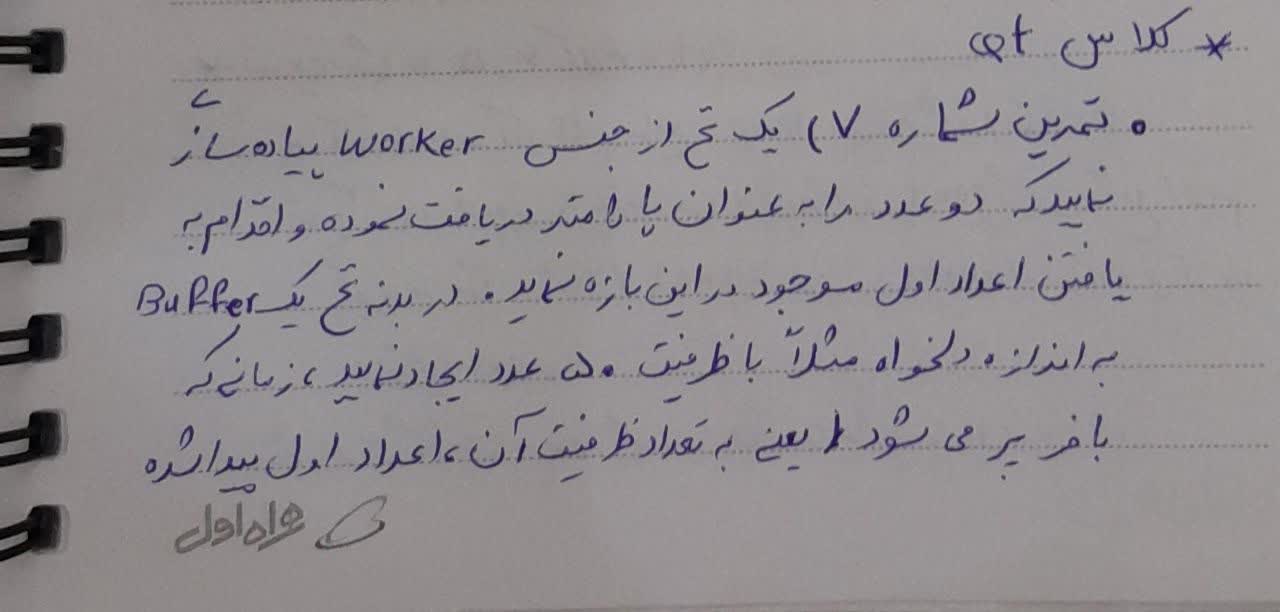 * کلاس Qt
• تمرین شماره ۷) یک نخ از جنس Worker پیاده سازی
نمایید که دو عدد را به عنوان پارامتر دریافت نموده و اقدام به
یافتن اعداد اول موجود در این بازه نماید. در بدنه نخ یک Buffer
به اندازه دلخواه مثلاً با ظرفیت ۵۰ عدد ایجاد نمایید، زمانی که
بافر پر می شود (یعنی به تعداد ظرفیت آن، اعداد اول پیدا شده
همراه اول